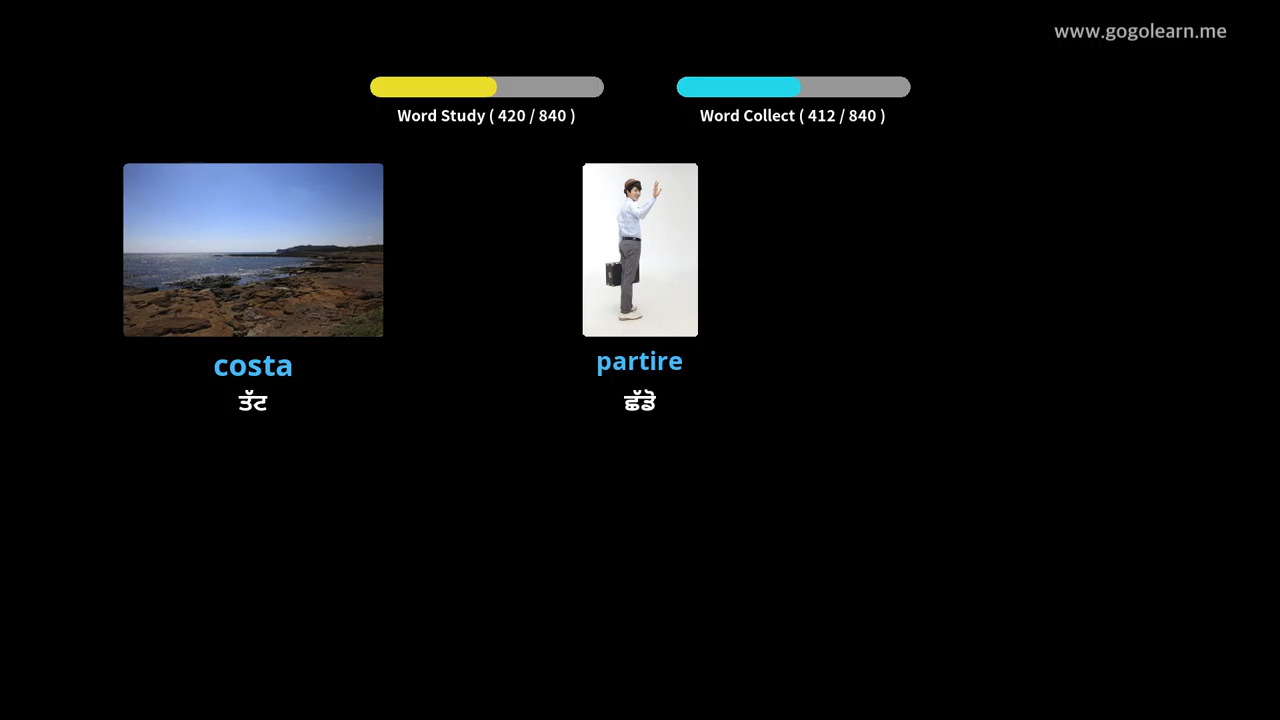 www.gogolearn.me
Word Study ( 420 / 840 )
Word Collect ( 412 / 840 )
costa
ਤੱਟ
partire
ਛੱਡੋ